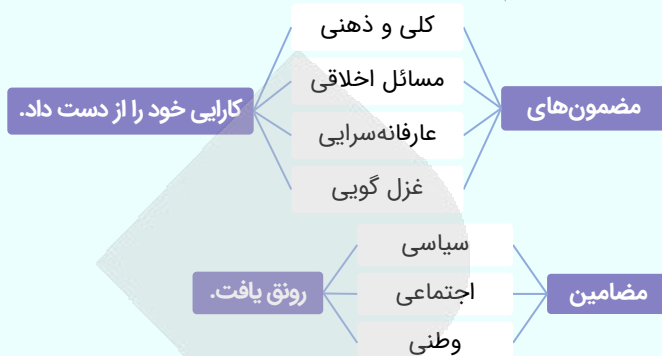 مضمون‌های
کلی و ذهنی
مسائل اخلاقی
عارفانه‌سرایی
غزل گویی
کارایی خود را از دست داد.
مضامین
سیاسی
اجتماعی
وطنی
رونق یافت.